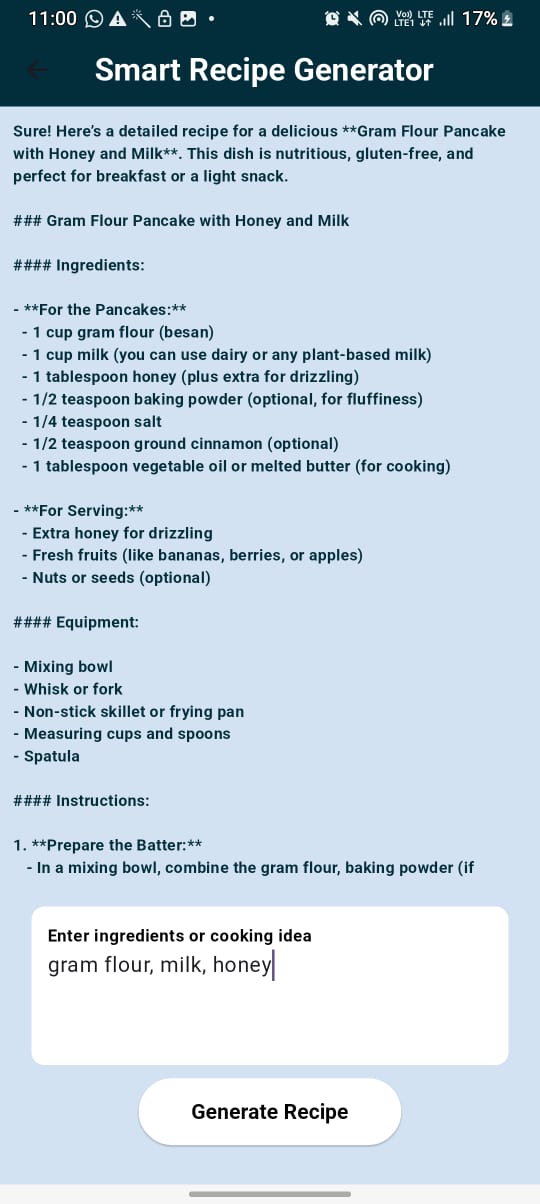 11:00
Vo) LTE 17%
LTE1
Smart Recipe Generator
Sure! Here’s a detailed recipe for a delicious **Gram Flour Pancake
with Honey and Milk**. This dish is nutritious, gluten-free, and
perfect for breakfast or a light snack.
### Gram Flour Pancake with Honey and Milk
#### Ingredients:
- **For the Pancakes:**
- 1 cup gram flour (besan)
- 1 cup milk (you can use dairy or any plant-based milk)
- 1 tablespoon honey (plus extra for drizzling)
- 1/2 teaspoon baking powder (optional, for fluffiness)
- 1/4 teaspoon salt
- 1/2 teaspoon ground cinnamon (optional)
- 1 tablespoon vegetable oil or melted butter (for cooking)
- **For Serving:**
- Extra honey for drizzling
- Fresh fruits (like bananas, berries, or apples)
- Nuts or seeds (optional)
#### Equipment:
- Mixing bowl
- Whisk or fork
- Non-stick skillet or frying pan
- Measuring cups and spoons
- Spatula
#### Instructions:
1. **Prepare the Batter:**
- In a mixing bowl, combine the gram flour, baking powder (if
Enter ingredients or cooking idea
gram flour, milk, honey
Generate Recipe